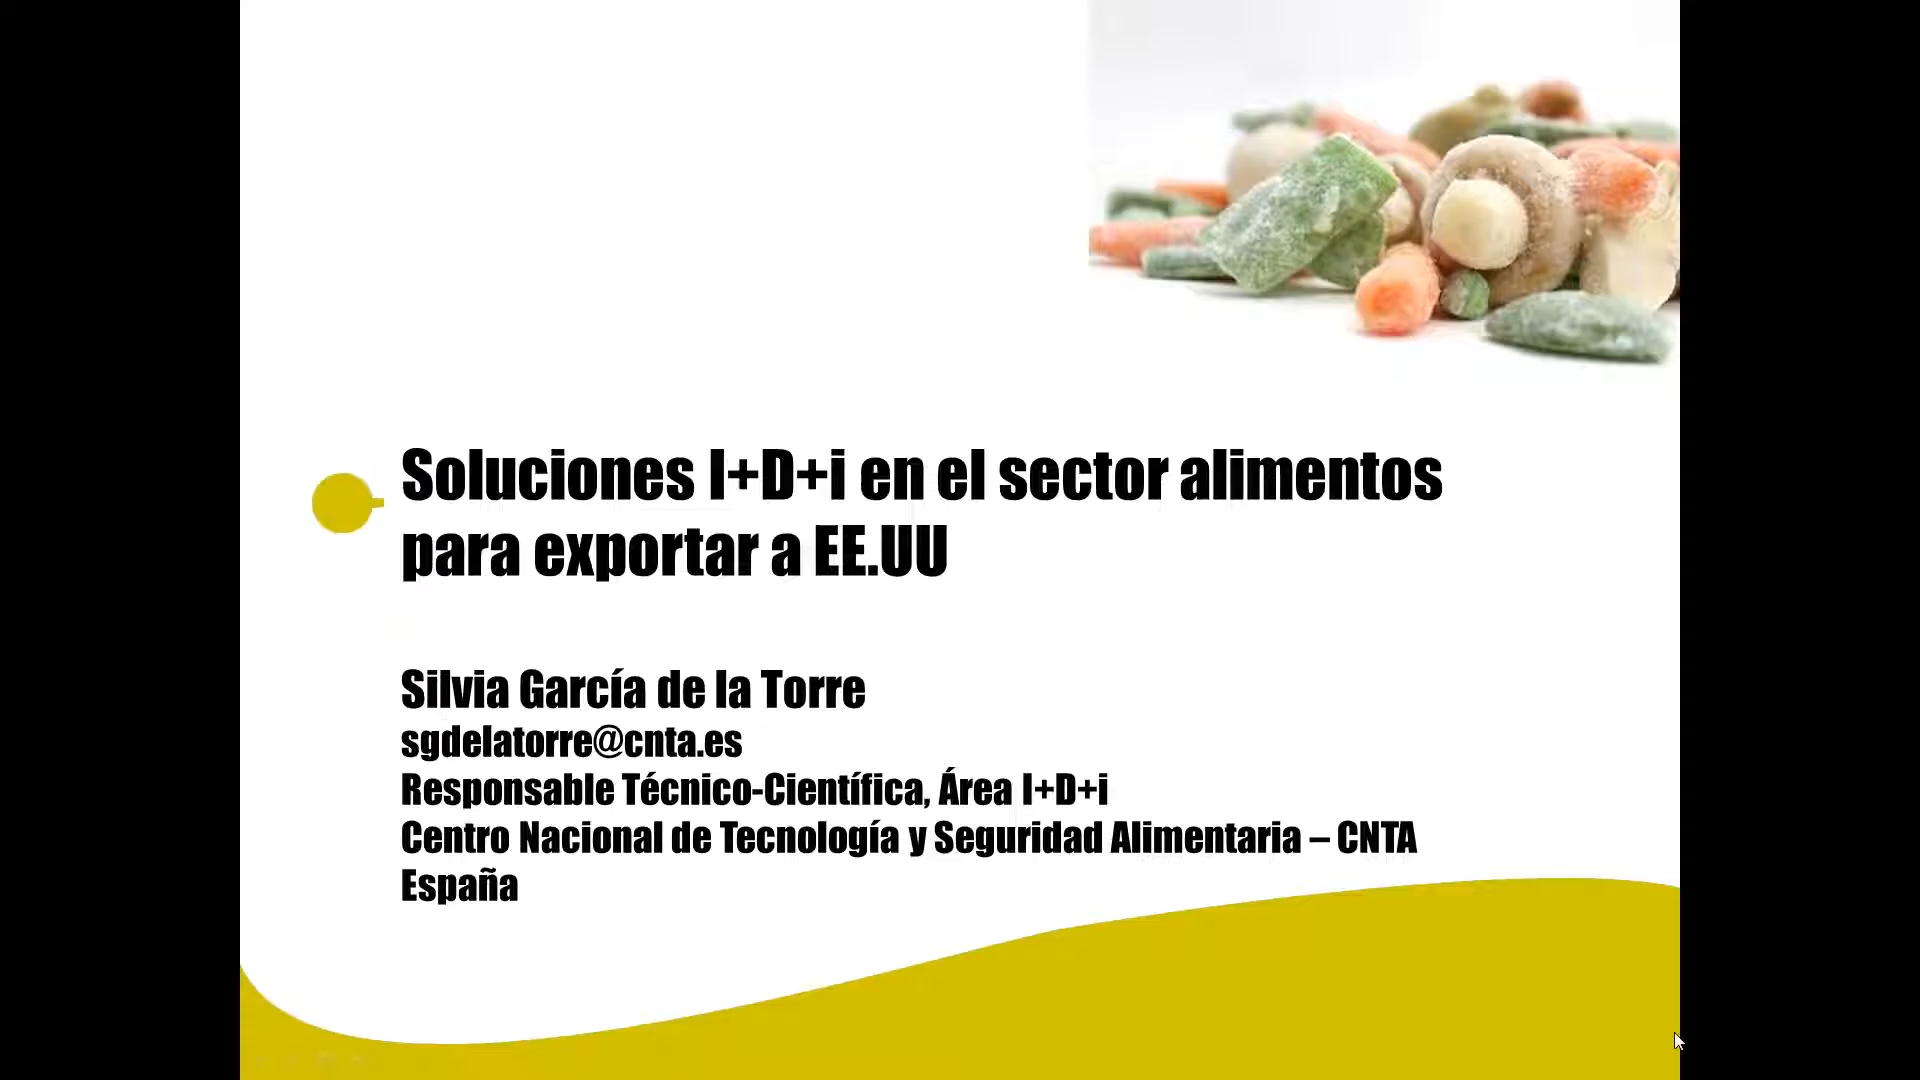 Soluciones I+D+i en el sector alimentos
para exportar a EE.UU
Silvia García de la Torre
sgdelatorre@cnta.es
Responsable Técnico-Científica, Área I+D+i
Centro Nacional de Tecnología y Seguridad Alimentaria – CNTA
España